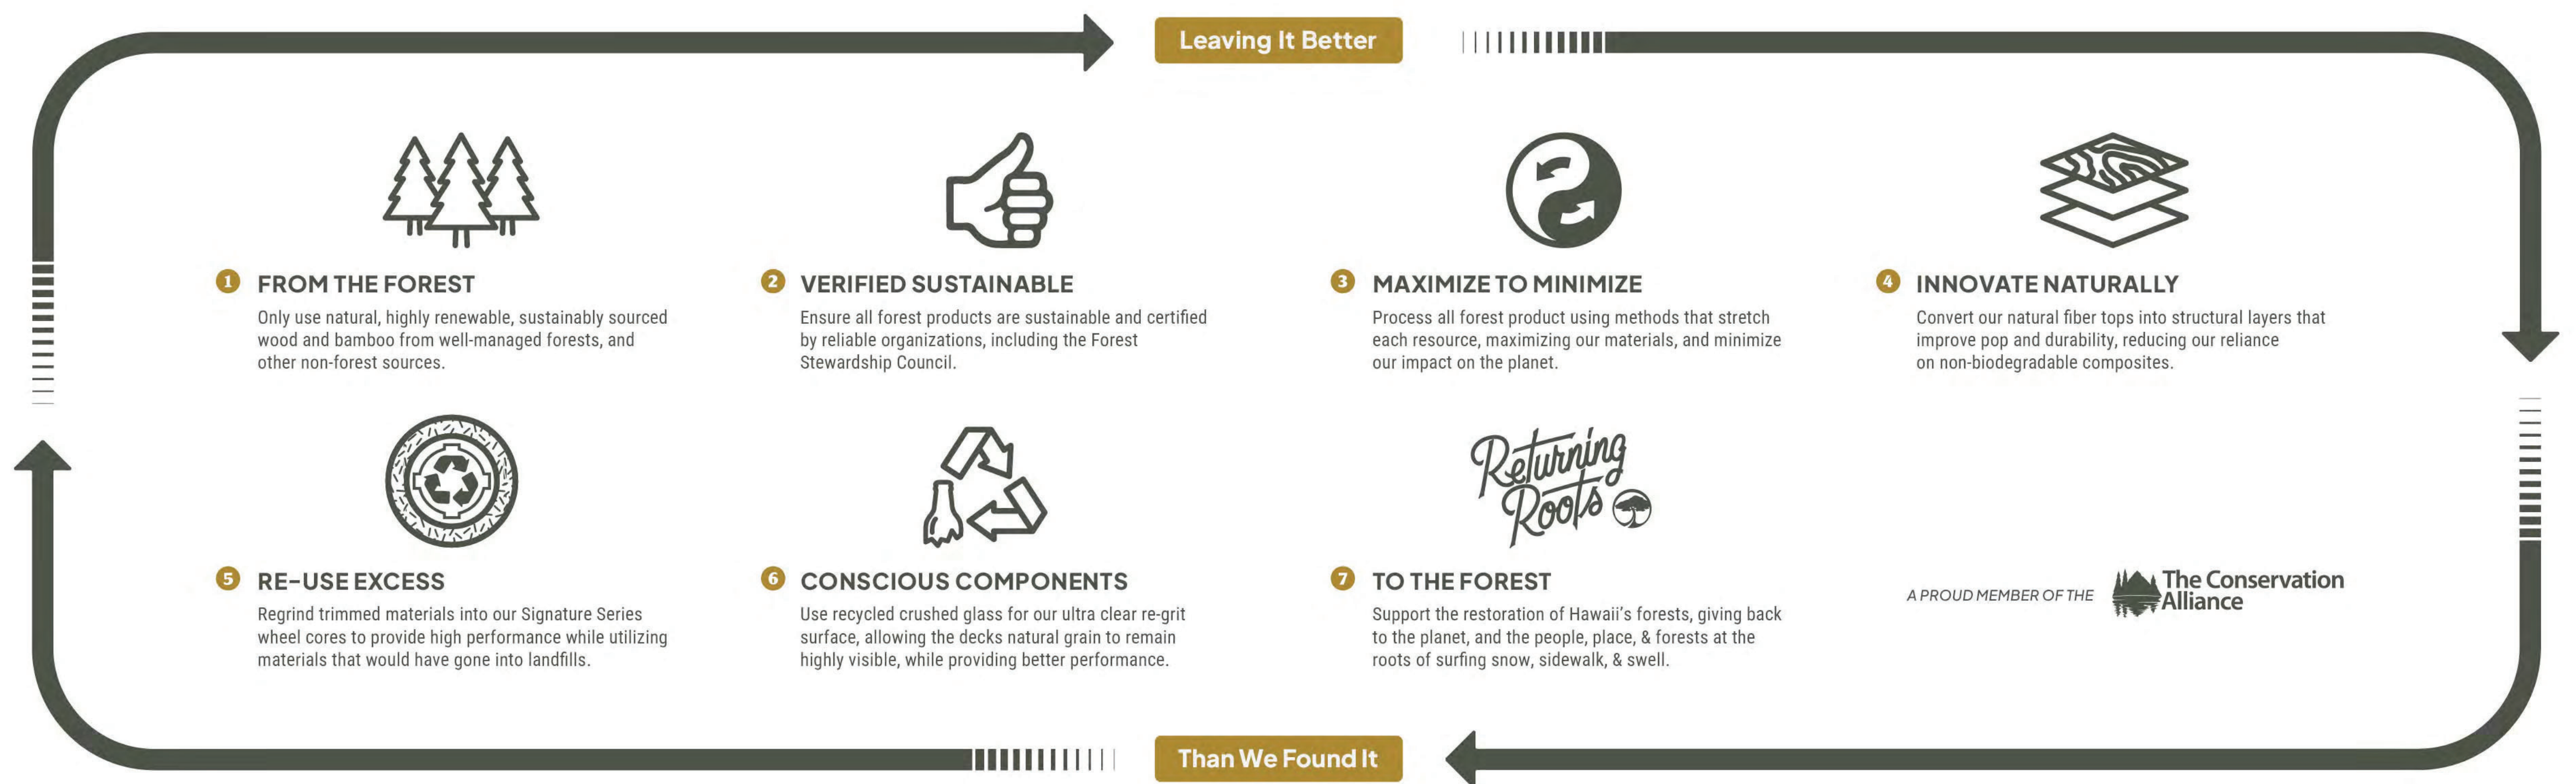 Leaving It Better
1 FROM THE FOREST
Only use natural, highly renewable, sustainably sourced
wood and bamboo from well-managed forests, and
other non-forest sources.
2 VERIFIED SUSTAINABLE
Ensure all forest products are sustainable and certified
by reliable organizations, including the Forest
Stewardship Council.
3 MAXIMIZE TO MINIMIZE
Process all forest product using methods that stretch
each resource, maximizing our materials, and minimize
our impact on the planet.
4 INNOVATE NATURALLY
Convert our natural fiber tops into structural layers that
improve pop and durability, reducing our reliance
on non-biodegradable composites.
5 RE-USE EXCESS
Regrind trimmed materials into our Signature Series
wheel cores to provide high performance while utilizing
materials that would have gone into landfills.
6 CONSCIOUS COMPONENTS
Use recycled crushed glass for our ultra clear re-grit
surface, allowing the decks natural grain to remain
highly visible, while providing better performance.
Returning
Roots
7 TO THE FOREST
Support the restoration of Hawaii's forests, giving back
to the planet, and the people, place, & forests at the
roots of surfing snow, sidewalk, & swell.
A PROUD MEMBER OF THE
The Conservation
Alliance
Than We Found It